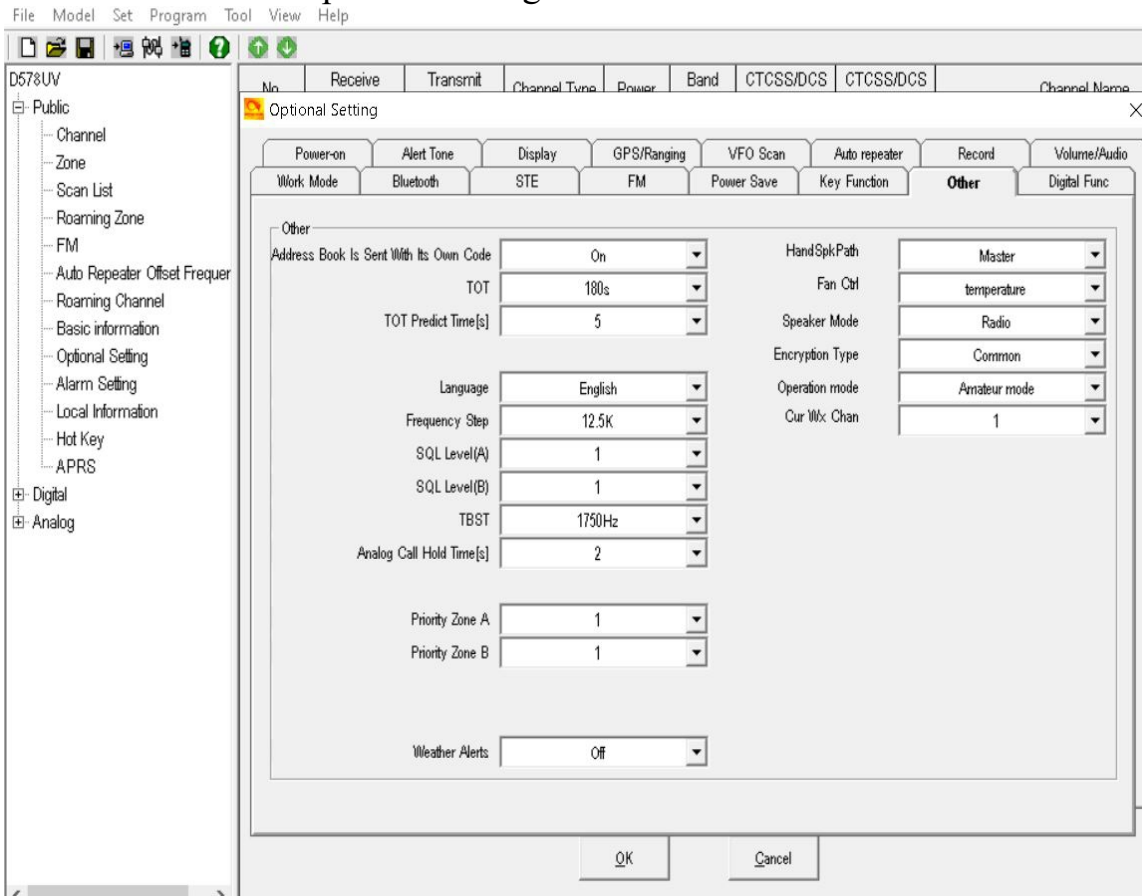 File Model Set Program Tool View Help
D578UV
Public
Channel
Zone
Scan List
Roaming Zone
FM
Auto Repeater Offset Frequer
Roaming Channel
Basic information
Optional Setting
Alarm Setting
Local Information
Hot Key
APRS
Digital
Analog
No. Receive Transmit Channel Type Power Band CTCSS/DCS CTCSS/DCS Channel Name
Optional Setting
Power-on Alert Tone Display GPS/Ranging VFO Scan Auto repeater Record Volume/Audio
Work Mode Bluetooth STE FM Power Save Key Function Other Digital Func
Other
Address Book Is Sent With Its Own Code On
TOT 180s
TOT Predict Time[s] 5
Language English
Frequency Step 12.5K
SQL Level(A) 1
SQL Level(B) 1
TBST 1750Hz
Analog Call Hold Time[s] 2
Priority Zone A 1
Priority Zone B 1
Weather Alerts Off
HandSpkPath Master
Fan Ctrl temperature
Speaker Mode Radio
Encryption Type Common
Operation mode Amateur mode
Cur Wx Chan 1
OK Cancel